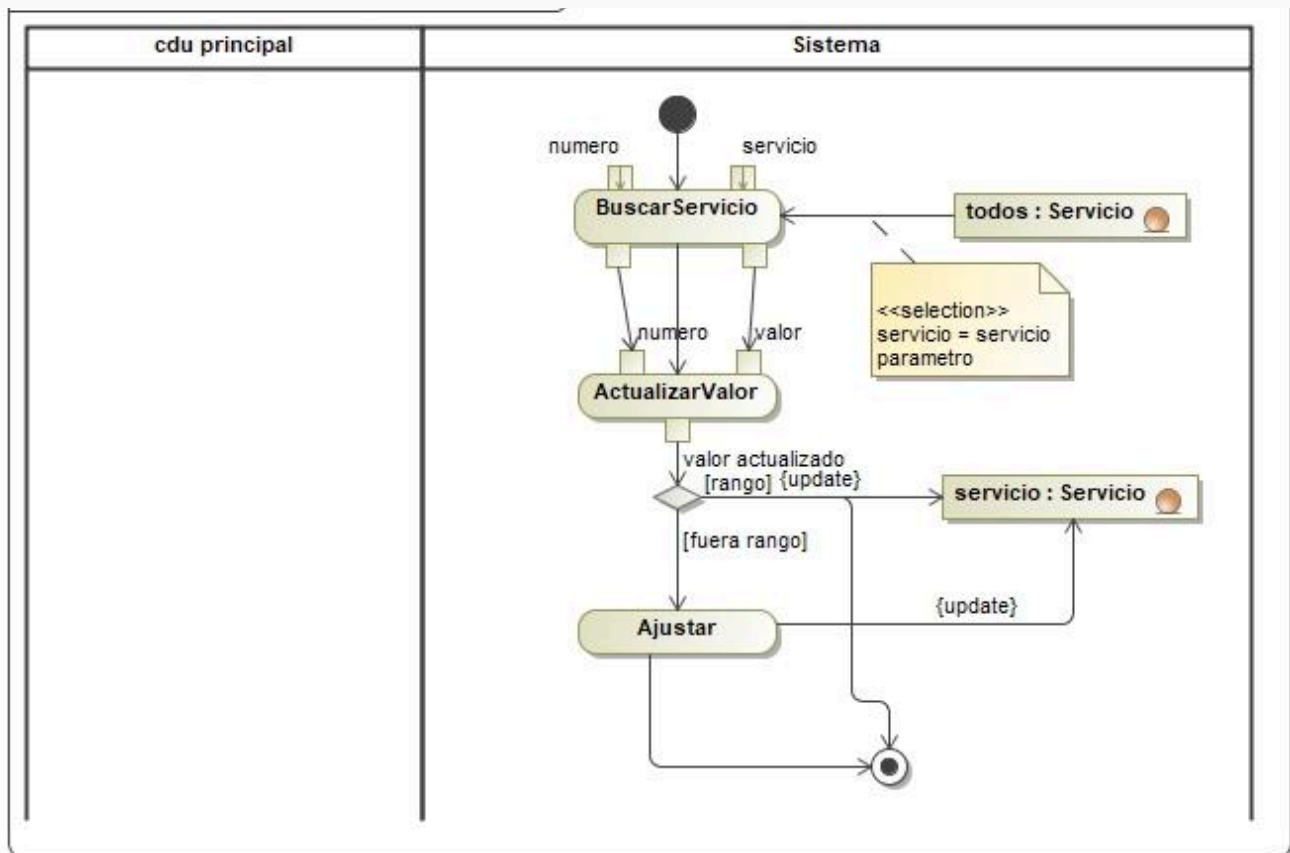 cdu principal
Sistema
numero
servicio
BuscarServicio
todos : Servicio
<<selection>>
servicio = servicio
parametro
numero
valor
ActualizarValor
valor actualizado
[rango]
{update}
servicio : Servicio
[fuera rango]
{update}
Ajustar